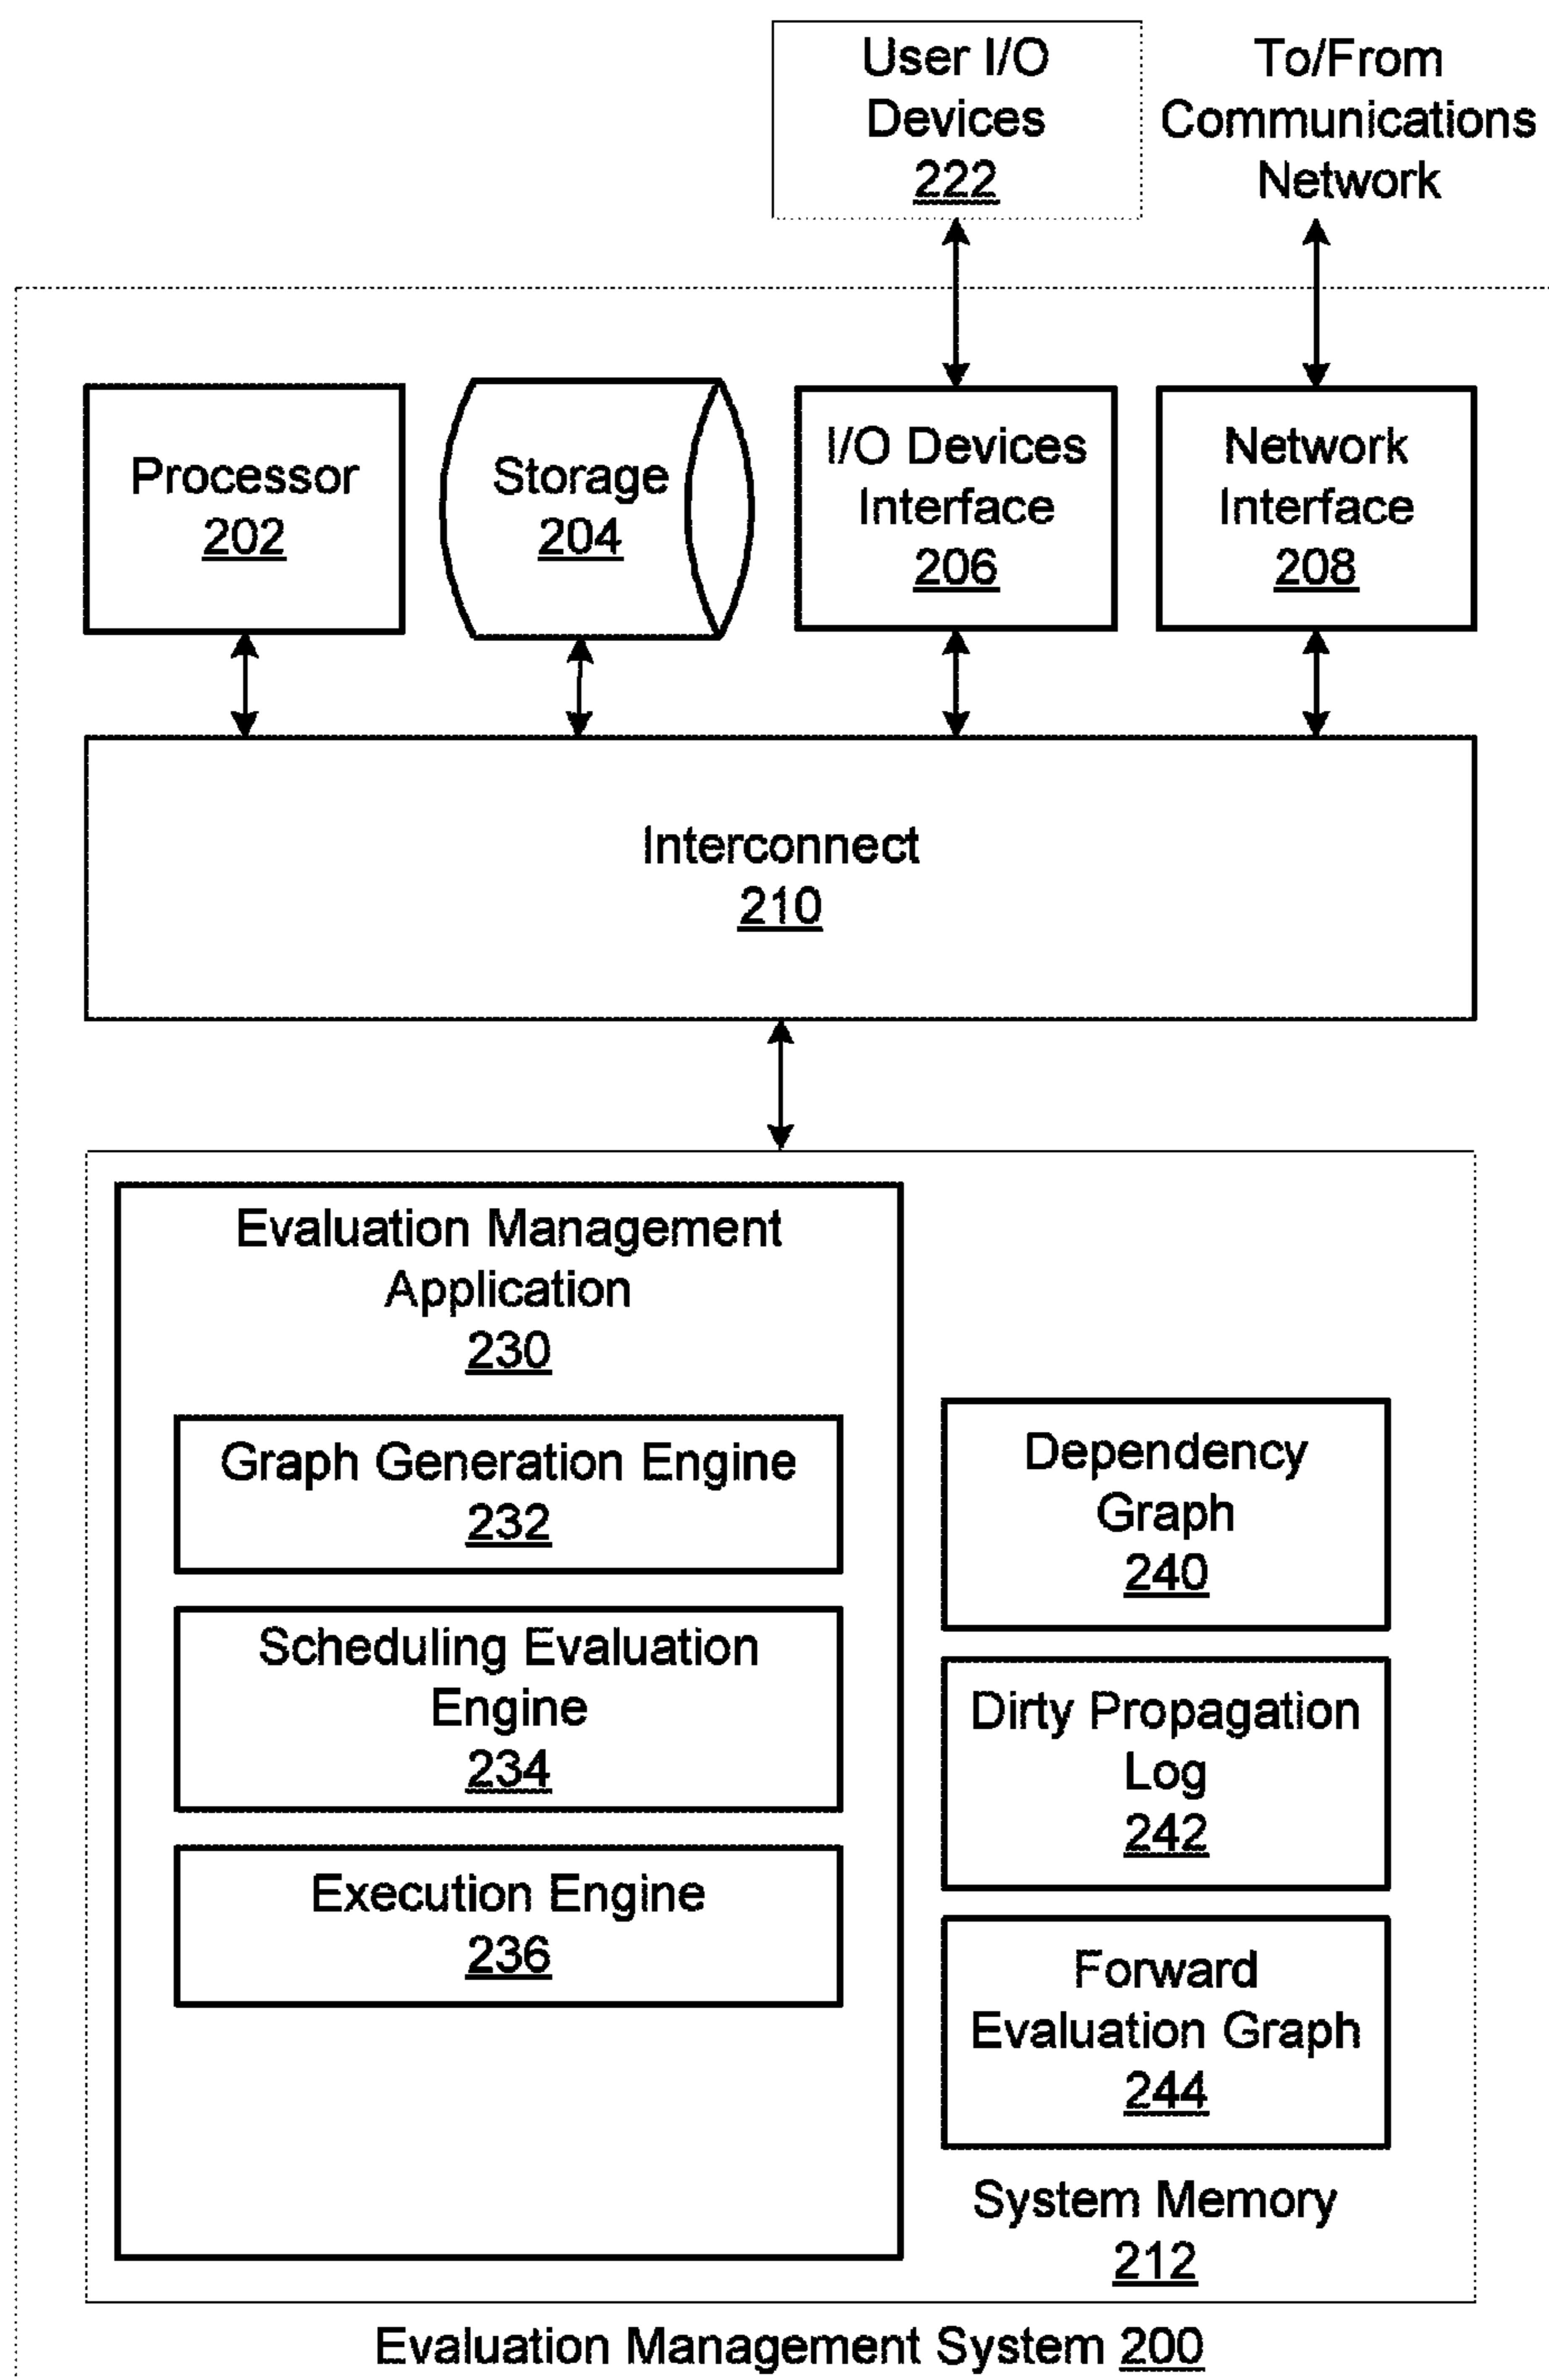 User I/O
Devices
222
To/From
Communications
Network
Processor
202
Storage
204
I/O Devices
Interface
206
Network
Interface
208
Interconnect
210
Evaluation Management
Application
230
Graph Generation Engine
232
Scheduling Evaluation
Engine
234
Execution Engine
236
Dependency
Graph
240
Dirty Propagation
Log
242
Forward
Evaluation Graph
244
System Memory
212
Evaluation Management System 200